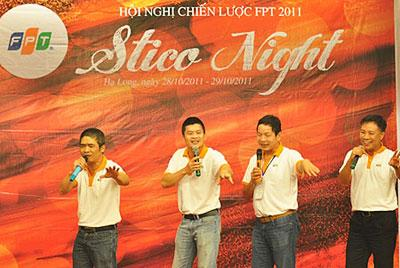 HỘI NGHỊ CHIẾN LƯỢC FPT 2011
FPT
Stico Night
Hạ Long, ngày 28/10/2011 - 29/10/2011